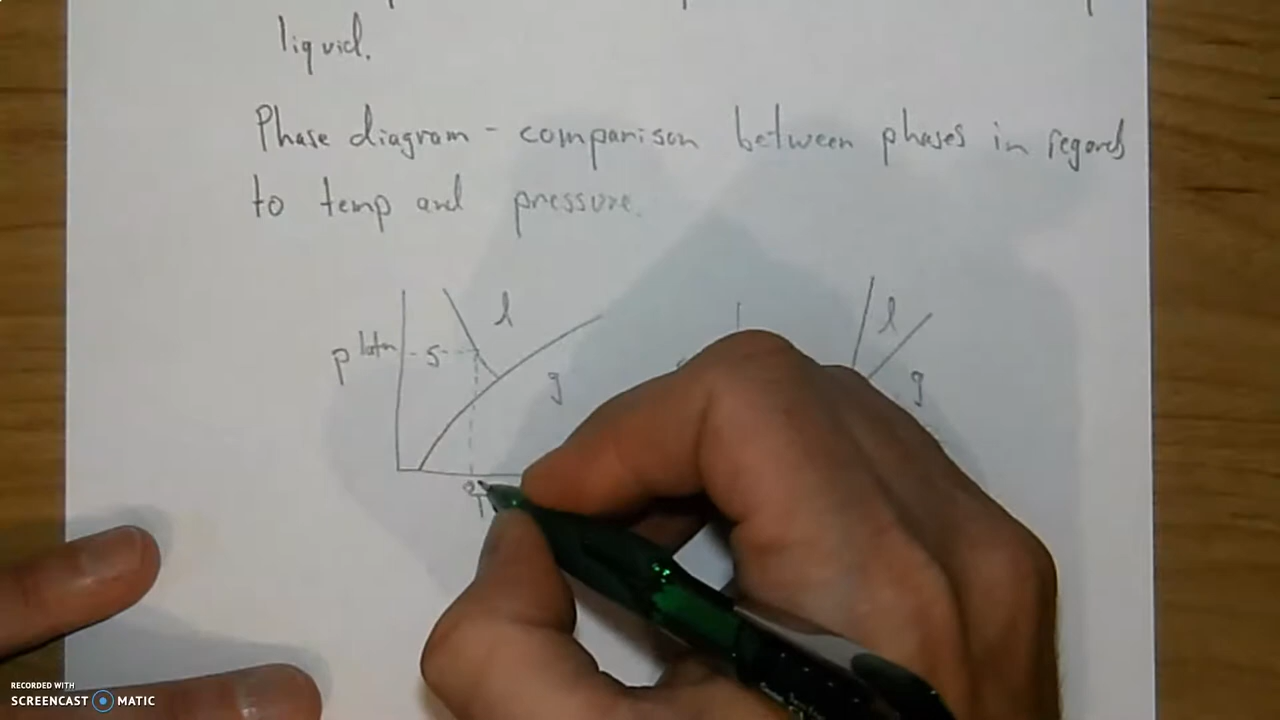 liquid.
Phase diagram - comparison between phases in regards
to temp and pressure.
l
l
P 1atm s
g
g
T
RECORDED WITH
SCREENCAST MATIC